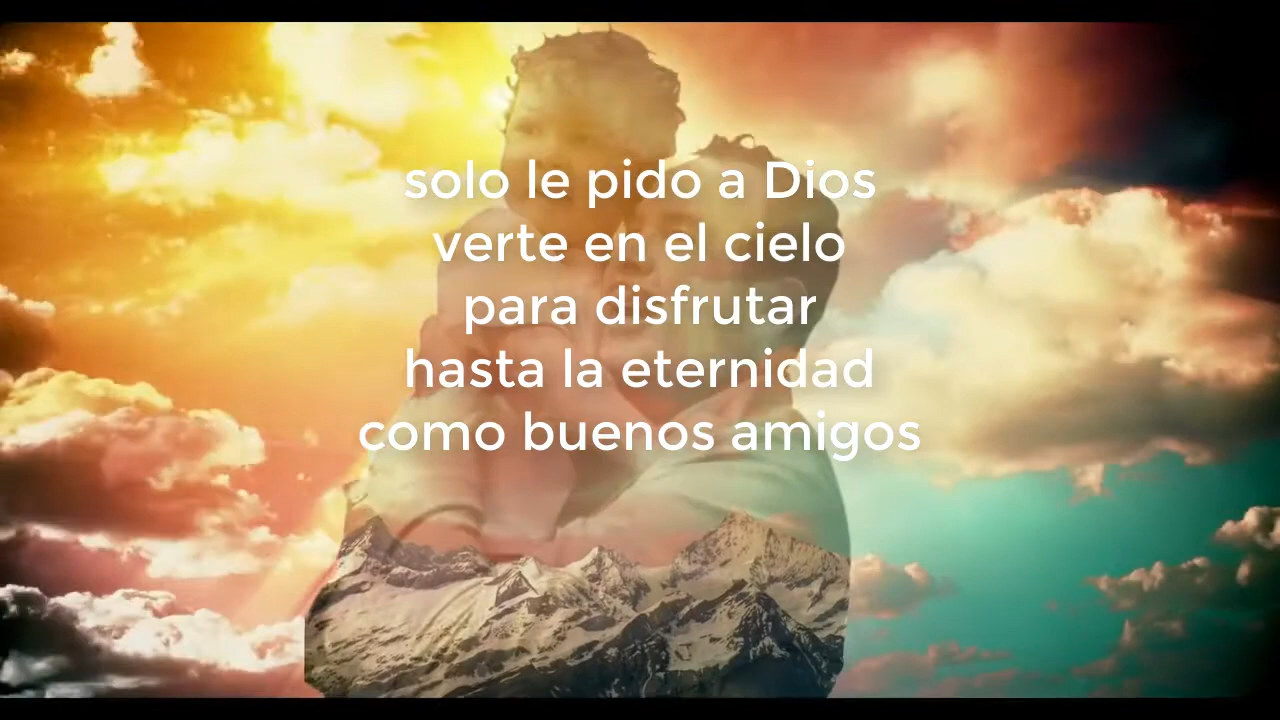 solo le pido a Dios
verte en el cielo
para disfrutar
hasta la eternidad
como buenos amigos